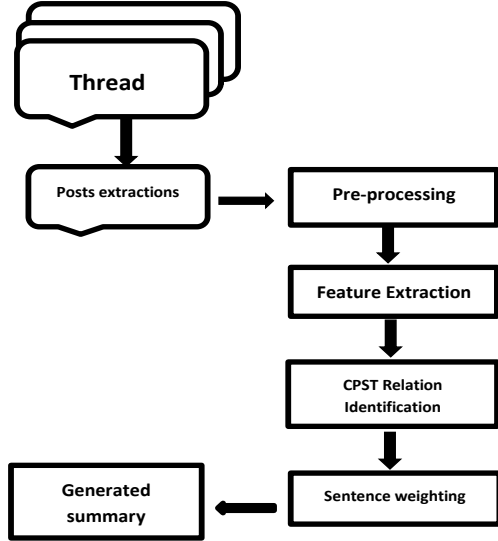 Thread
Posts extractions
Pre-processing
Feature Extraction
CPST Relation
Identification
Sentence weighting
Generated
summary